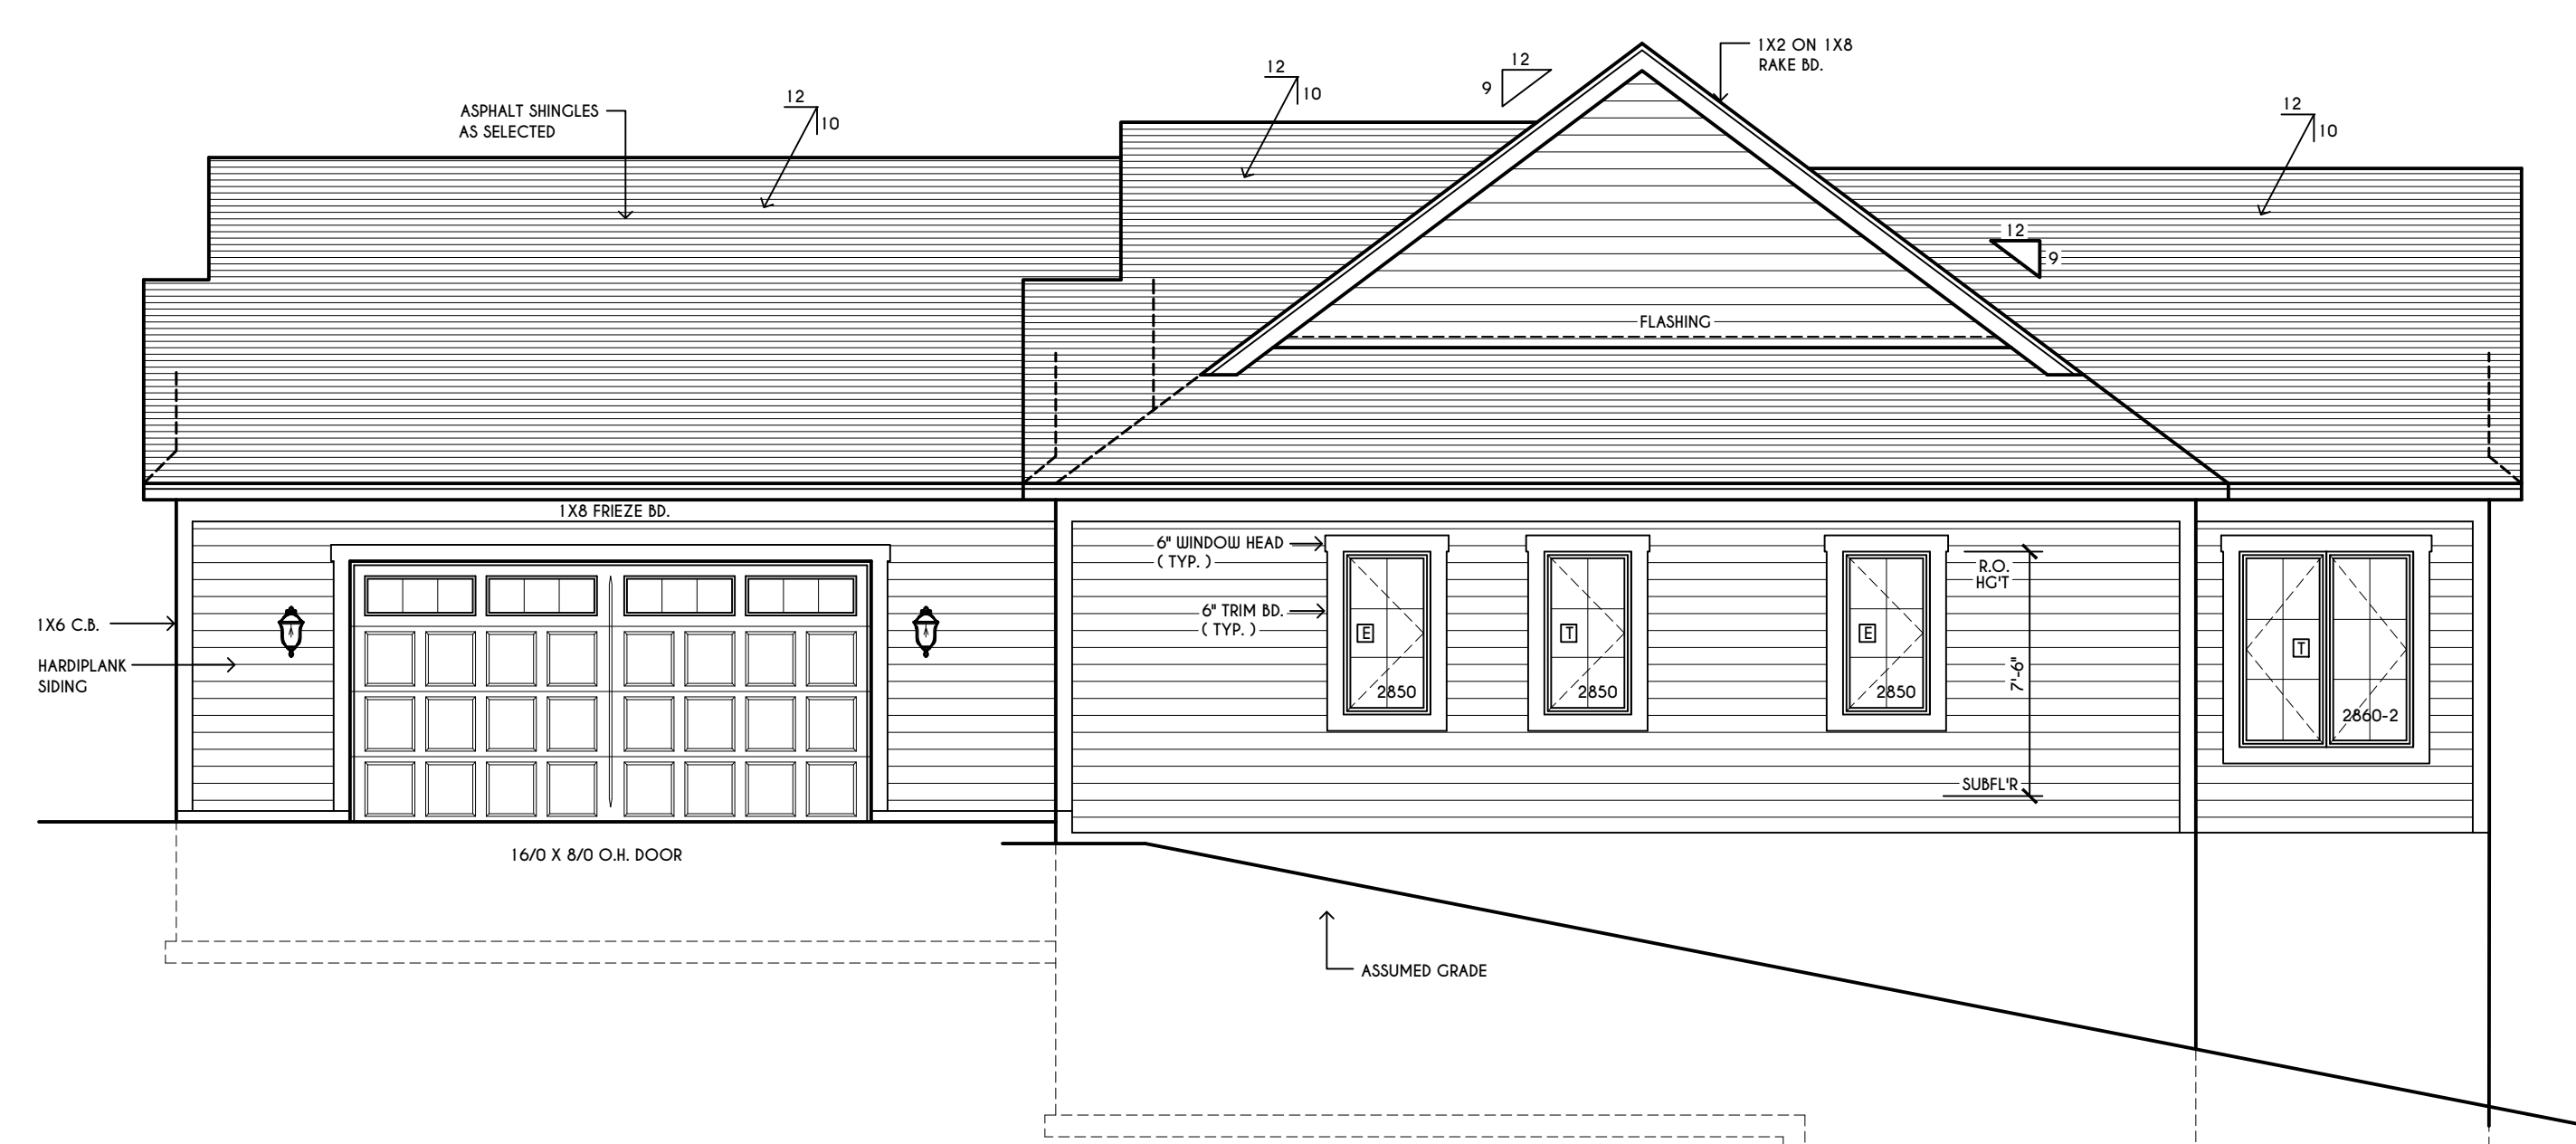 1X2 ON 1X8
RAKE BD.
12
9
12
10
12
10
12
10
ASPHALT SHINGLES
AS SELECTED
12
9
FLASHING
1X8 FRIEZE BD.
6" WINDOW HEAD
( TYP. )
R.O.
HG'T
6" TRIM BD.
( TYP. )
1X6 C.B.
E
T
E
T
HARDIPLANK
SIDING
7'-6"
2850
2850
2850
2860-2
SUBFL'R
16/0 X 8/0 O.H. DOOR
ASSUMED GRADE